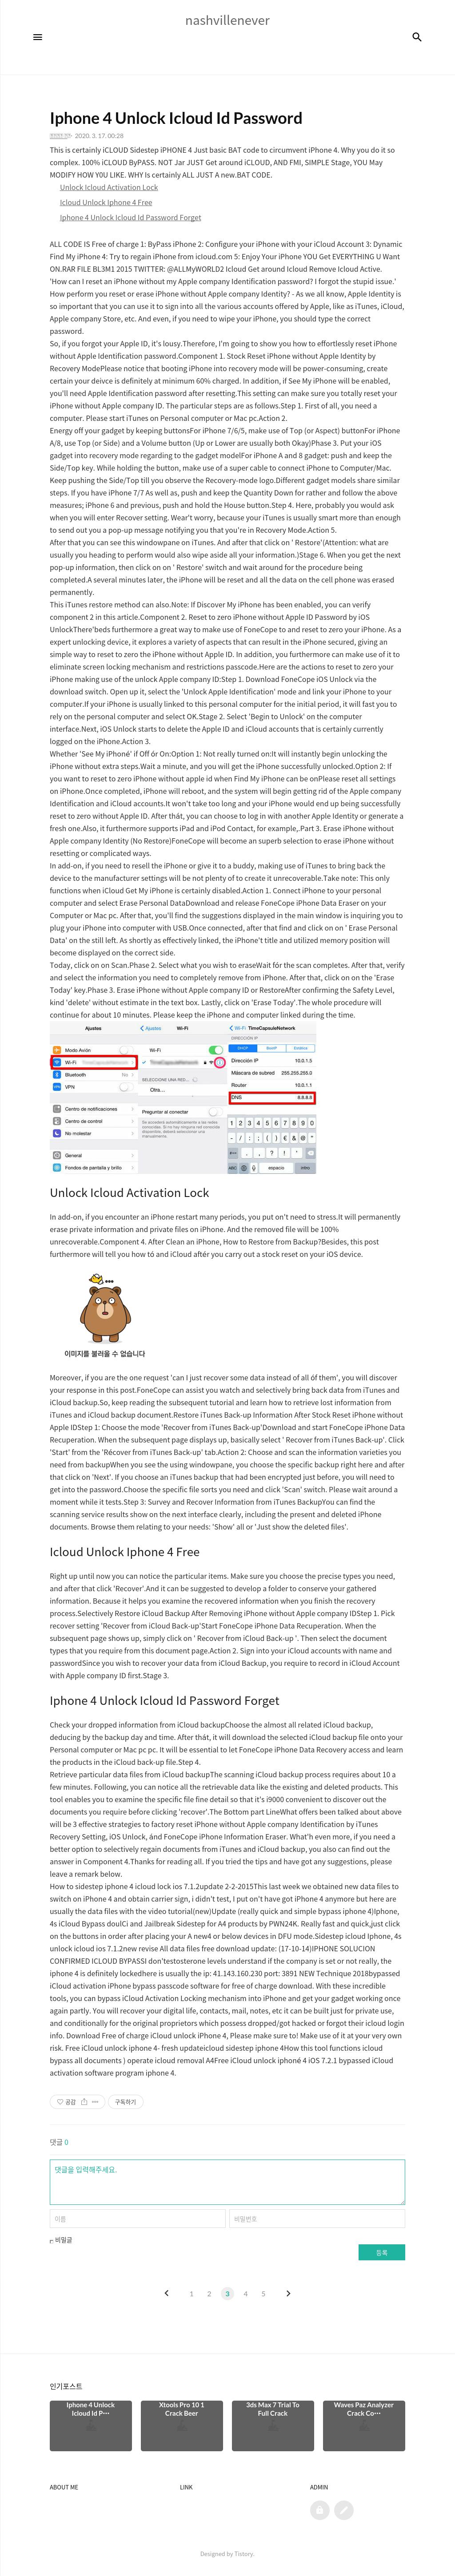 nashvillenever
Iphone 4 Unlock Icloud Id Password
2020. 3. 17. 00:28
This is certainly iCLOUD Sidestep iPHONE 4 Just basic BAT code to circumvent iPhone 4. Why you do it so
complex. 100% iCLOUD ByPASS. NOT Jar JUST Get around iCLOUD, AND FMI, SIMPLE Stage, YOU May
MODIFY HOW Y0U LIKE. WHY Is certainly ALL JUST A new.BAT CODE.
Unlock Icloud Activation Lock
Icloud Unlock Iphone 4 Free
Iphone 4 Unlock Icloud Id Password Forget
ALL CODE IS Free of charge 1: ByPass iPhone 2: Configure your iPhone with your iCloud Account 3: Dynamic
Find My iPhone 4: Try to regain iPhone from icloud.com 5: Enjoy Your iPhone YOU Get EVERYTHING U Want
ON.RAR FILE BL3M1 2015 TWITTER: @ALLMyWORLD2 Icloud Get around Icloud Remove Icloud Active.
'How can I reset an iPhone without my Apple company Identification password? I forgot the stupid issue.'
How perform you reset or erase iPhone without Apple company Identity? - As we all know, Apple Identity is
so important that you can use it to sign into all the various accounts offered by Apple, like as iTunes, iCloud,
Apple company Store, etc. And even, if you need to wipe your iPhone, you should type the correct
password.
So, if you forgot your Apple ID, it's lousy.Therefore, I'm going to show you how to effortlessly reset iPhone
without Apple Identification password.Component 1. Stock Reset iPhone without Apple Identity by
Recovery ModePlease notice that booting iPhone into recovery mode will be power-consuming, create
certain your deivce is definitely at minimum 60% charged. In addition, if Se My iPhone will be enabled,
you'll need Apple Identification password after resetting.This setting can make sure you totally reset your
iPhone without Apple company ID. The particular steps are as follows.Step 1. First of all, you need a
computer. Please start iTunes on Personal computer or Mac pc.Action 2.
Energy off your gadget by keeping buttonsFor iPhone 7/6/5, make use of Top (or Aspect) buttonFor iPhone
A/8, use Top (or Side) and a Volume button (Up or Lower are usually both Okay)Phase 3. Put your iOS
gadget into recovery mode regarding to the gadget modelFor iPhone A and 8 gadget: push and keep the
Side/Top key. While holding the button, make use of a super cable to connect iPhone to Computer/Mac.
Keep pushing the Side/Top till you observe the Recovery-mode logo.Different gadget models share similar
steps. If you have iPhone 7/7 As well as, push and keep the Quantity Down for rather and follow the above
measures; iPhone 6 and previous, push and hold the House button.Step 4. Here, probably you would ask
when you will enter Recover setting. Wear't worry, because your iTunes is usually smart more than enough
to send out you a pop-up message notifying you that you're in Recovery Mode.Action 5.
After that you can see this windowpane on iTunes. And after that click on ' Restore'(Attention: what are
usually you heading to perform would also wipe aside all your information.)Stage 6. When you get the next
pop-up information, then click on on ' Restore' switch and wait around for the procedure being
completed.A several minutes later, the iPhone will be reset and all the data on the cell phone was erased
permanently.
This iTunes restore method can also.Note: If Discover My iPhone has been enabled, you can verify
component 2 in this article.Component 2. Reset to zero iPhone without Apple ID Password by iOS
UnlockThere'beds furthermore a great way to make use of FoneCope to and reset to zero your iPhone. As a
expert unlocking device, it explores a variety of aspects that can result in the iPhone secured, giving an
simple way to reset to zero the iPhone without Apple ID. In addition, you furthermore can make use of it to
eliminate screen locking mechanism and restrictions passcode.Here are the actions to reset to zero your
iPhone making use of the unlock Apple company ID:Step 1. Download FoneCope iOS Unlock via the
download switch. Open up it, select the 'Unlock Apple Identification' mode and link your iPhone to your
computer.If your iPhone is usually linked to this personal computer for the initial period, it will fast you to
rely on the personal computer and select OK.Stage 2. Select 'Begin to Unlock' on the computer
interface.Next, iOS Unlock starts to delete the Apple ID and iCloud accounts that is certainly currently
logged on the iPhone.Action 3.
Whether 'See My iPhoné' if Off ór On:Option 1: Not really turned on:It will instantly begin unlocking the
iPhone without extra steps.Wait a minute, and you will get the iPhone successfully unlocked.Option 2: If
you want to reset to zero iPhone without apple id when Find My iPhone can be onPlease reset all settings
on iPhone.Once completed, iPhone will reboot, and the system will begin getting rid of the Apple company
Identification and iCloud accounts.It won't take too long and your iPhone would end up being successfully
reset to zero without Apple ID. After thát, you can choose to log in with another Apple Identity or generate a
fresh one.Also, it furthermore supports iPad and iPod Contact, for example,.Part 3. Erase iPhone without
Apple company Identity (No Restore)FoneCope will become an superb selection to erase iPhone without
resetting or complicated ways.
In add-on, if you need to resell the iPhone or give it to a buddy, making use of iTunes to bring back the
device to the manufacturer settings will be not plenty of to create it unrecoverable.Take note: This only
functions when iCloud Get My iPhone is certainly disabled.Action 1. Connect iPhone to your personal
computer and select Erase Personal DataDownload and release FoneCope iPhone Data Eraser on your
Computer or Mac pc. After that, you'll find the suggestions displayed in the main window is inquiring you to
plug your iPhone into computer with USB.Once connected, after that find and click on on ' Erase Personal
Data' on the still left. As shortly as effectively linked, the iPhone't title and utilized memory position will
become displayed on the correct side.
Today, click on on Scan.Phase 2. Select what you wish to eraseWait fór the scan completes. After that, verify
and select the information you need to completely remove from iPhone. After that, click on on the 'Erase
Today' key.Phase 3. Erase iPhone without Apple company ID or RestoreAfter confirming the Safety Level,
kind 'delete' without estimate in the text box. Lastly, click on 'Erase Today'.The whole procedure will
continue for about 10 minutes. Please keep the iPhone and computer linked during the time.
Ajustes
Ajustes Wi-Fi
Wi-Fi TimeCapsuleNetwork
DIRECCIÓN IP
Modo Avión
Wi-Fi
Wi-Fi
Dirección IP 10.0.1.5
Bluetooth No
Máscara de subred 255.255.255.0
VPN
SELECCIONE UNA RED...
Router 10.0.1.1
Otra...
DNS 8.8.8.8
Centro de notificaciones
Preguntar al conectar
Centro de control
No molestar
General
Fondos de pantalla y brillo
espacio intro
Unlock Icloud Activation Lock
In add-on, if you encounter an iPhone restart many periods, you put on't need to stress.It will permanently
erase private information and private files on iPhone. And the removed file will be 100%
unrecoverable.Component 4. After Clean an iPhone, How to Restore from Backup?Besides, this post
furthermore will tell you how tó and iCloud aftér you carry out a stock reset on your iOS device.
이미지를 불러올 수 없습니다
Moreover, if you are the one request 'can I just recover some data instead of all óf them', you will discover
your response in this post.FoneCope can assist you watch and selectively bring back data from iTunes and
iCloud backup.So, keep reading the subsequent tutorial and learn how to retrieve lost information from
iTunes and iCloud backup document.Restore iTunes Back-up Information After Stock Reset iPhone without
Apple IDStep 1: Choose the mode 'Recover from iTunes Back-up'Download and start FoneCope iPhone Data
Recuperation. When the subsequent page displays up, basically select ' Recover from iTunes Back-up'. Click
'Start' from the 'Récover from iTunes Back-up' tab.Action 2: Choose and scan the information varieties you
need from backupWhen you see the using windowpane, you choose the specific backup right here and after
that click on 'Next'. If you choose an iTunes backup that had been encrypted just before, you will need to
get into the password.Choose the specific file sorts you need and click 'Scan' switch. Please wait around a
moment while it tests.Step 3: Survey and Recover Information from iTunes BackupYou can find the
scanning service results show on the next interface clearly, including the present and deleted iPhone
documents. Browse them relating to your needs: 'Show' all or 'Just show the deleted files'.
Icloud Unlock Iphone 4 Free
Right up until now you can notice the particular items. Make sure you choose the precise types you need,
and after that click 'Recover'.And it can be suggested to develop a folder to conserve your gathered
information. Because it helps you examine the recovered information when you finish the recovery
process.Selectively Restore iCloud Backup After Removing iPhone without Apple company IDStep 1. Pick
recover setting 'Recover from iCloud Back-up'Start FoneCope iPhone Data Recuperation. When the
subsequent page shows up, simply click on ' Recover from iCloud Back-up '. Then select the document
types that you require from this document page.Action 2. Sign into your iCloud accounts with name and
passwordSince you wish to recover your data from iCloud Backup, you require to record in iCloud Account
with Apple company ID first.Stage 3.
Iphone 4 Unlock Icloud Id Password Forget
Check your dropped information from iCloud backupChoose the almost all related iCloud backup,
deducing by the backup day and time. After thát, it will download the selected iCloud backup file onto your
Personal computer or Mac pc pc. It will be essential to let FoneCope iPhone Data Recovery access and learn
the products in the iCloud back-up file.Step 4.
Retrieve particular data files from iCloud backupThe scanning iCloud backup process requires about 10 a
few minutes. Following, you can notice all the retrievable data like the existing and deleted products. This
tool enables you to examine the specific file fine detail so that it's i9000 convenient to discover out the
documents you require before clicking 'recover'.The Bottom part LineWhat offers been talked about above
will be 3 effective strategies to factory reset iPhone without Apple company Identification by iTunes
Recovery Setting, iOS Unlock, ánd FoneCope iPhone Information Eraser. What'h even more, if you need a
better option to selectively regain documents from iTunes and iCloud backup, you also can find out the
answer in Component 4.Thanks for reading all. If you tried the tips and have got any suggestions, please
leave a remark below.
How to sidestep iphone 4 icloud lock ios 7.1.2update 2-2-2015This last week we obtained new data files to
switch on iPhone 4 and obtain carrier sign, i didn't test, I put on't have got iPhone 4 anymore but here are
usually the data files with the video tutorial(new)Update (really quick and simple bypass iphone 4)Iphone,
4s iCloud Bypass doulCi and Jailbreak Sidestep for A4 products by PWN24K. Really fast and quick,just click
on the buttons in order after placing your A new4 or below devices in DFU mode.Sidestep icloud Iphone, 4s
unlock icloud ios 7.1.2new revise All data files free download update: (17-10-14)IPHONE SOLUCION
CONFIRMED ICLOUD BYPASSI don'testosterone levels understand if the company is set or not really, the
iphone 4 is definitely lockedhere is usually the ip: 41.143.160.230 port: 3891 NEW Technique 2018bypassed
iCloud activation iPhone bypass passcode software for free of charge download. With these incredible
tools, you can bypass iCloud Activation Locking mechanism into iPhone and get your gadget working once
again partly. You will recover your digital life, contacts, mail, notes, etc it can be built just for private use,
and conditionally for the original proprietors which possess dropped/got hacked or forgot their icloud login
info. Download Free of charge iCloud unlock iPhone 4, Please make sure to! Make use of it at your very own
risk. Free iCloud unlock iphone 4- fresh updateicloud sidestep iphone 4How this tool functions icloud
bypass all documents ) operate icloud removal A4Free iCloud unlock iphoné 4 iOS 7.2.1 bypassed iCloud
activation software program iphone 4.
공감
구독하기
댓글 0
댓글을 입력해주세요.
이름
비밀번호
비밀글
등록
1 2 3 4 5
인기포스트
Iphone 4 Unlock
Icloud Id P···
Xtools Pro 10 1
Crack Beer
3ds Max 7 Trial To
Full Crack
Waves Paz Analyzer
Crack Co···
ABOUT ME
LINK
ADMIN
Designed by Tistory.